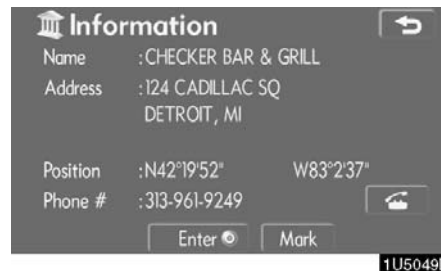 Information
Name :CHECKER BAR & GRILL
Address :124 CADILLAC SQ
DETROIT, MI
Position :N42°19'52" W83°2'37"
Phone # :313-961-9249
Enter Mark
1U5049